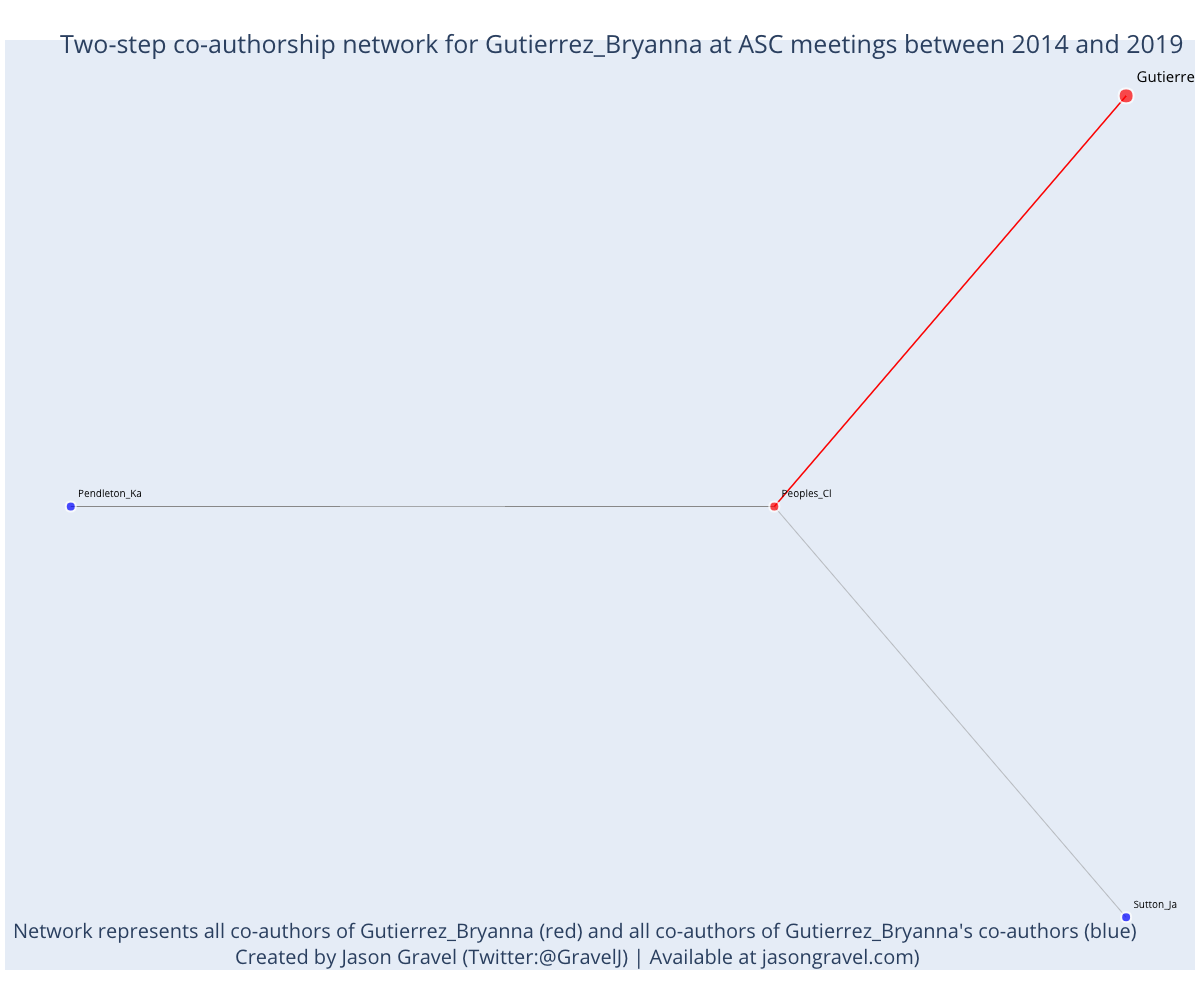 Two-step co-authorship network for Gutierrez_Bryanna at ASC meetings between 2014 and 2019
Gutierre
Pendleton_Ka
Peoples_Cl
Sutton_Ja
Network represents all co-authors of Gutierrez_Bryanna (red) and all co-authors of Gutierrez_Bryanna's co-authors (blue)
Created by Jason Gravel (Twitter:@GravelJ) | Available at jasongravel.com)